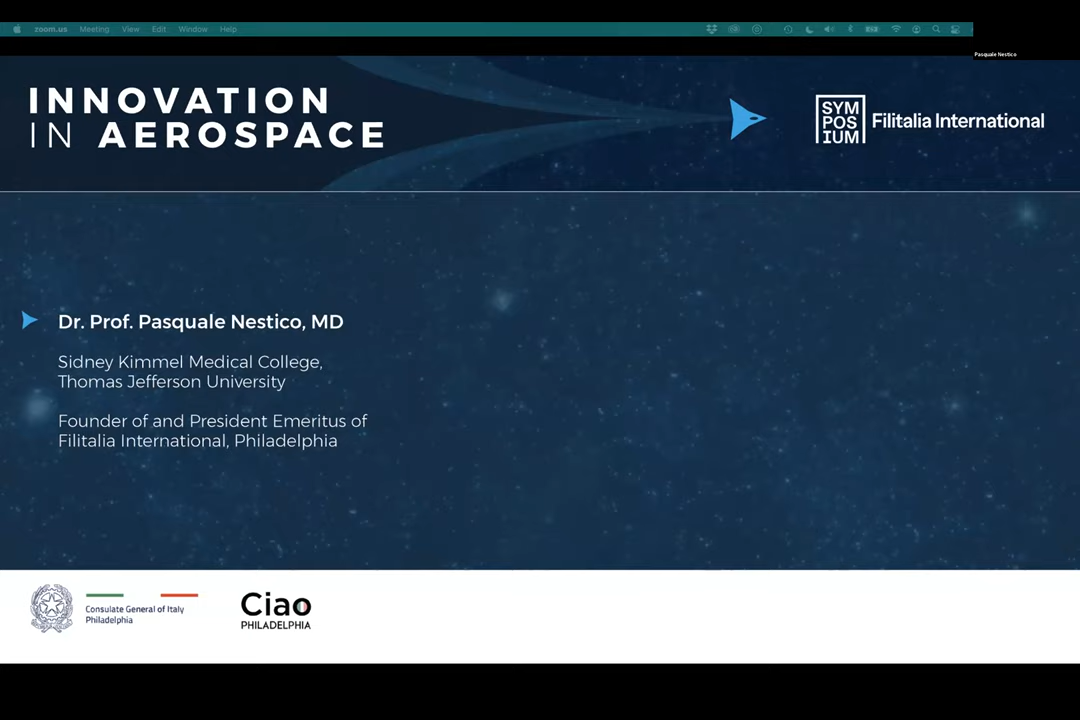 zoom.us Meeting View Edit Window Help
Pasquale Nestico
INNOVATION
IN AEROSPACE
SYM
POS
IUM
Filitalia International
Dr. Prof. Pasquale Nestico, MD
Sidney Kimmel Medical College,
Thomas Jefferson University
Founder of and President Emeritus of
Filitalia International, Philadelphia
Consulate General of Italy
Philadelphia
Ciao
PHILADELPHIA